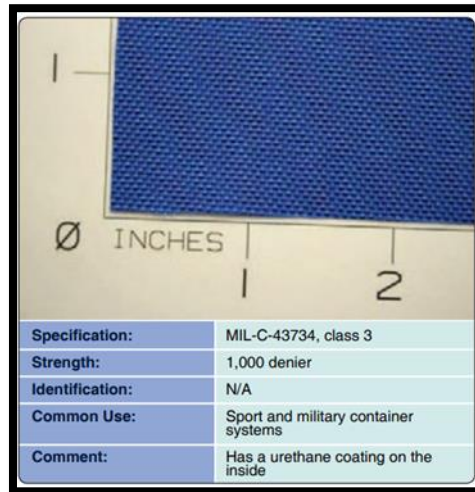 1
Ø INCHES
1
2
Specification: MIL-C-43734, class 3
Strength: 1,000 denier
Identification: N/A
Common Use: Sport and military container
systems
Comment: Has a urethane coating on the
inside